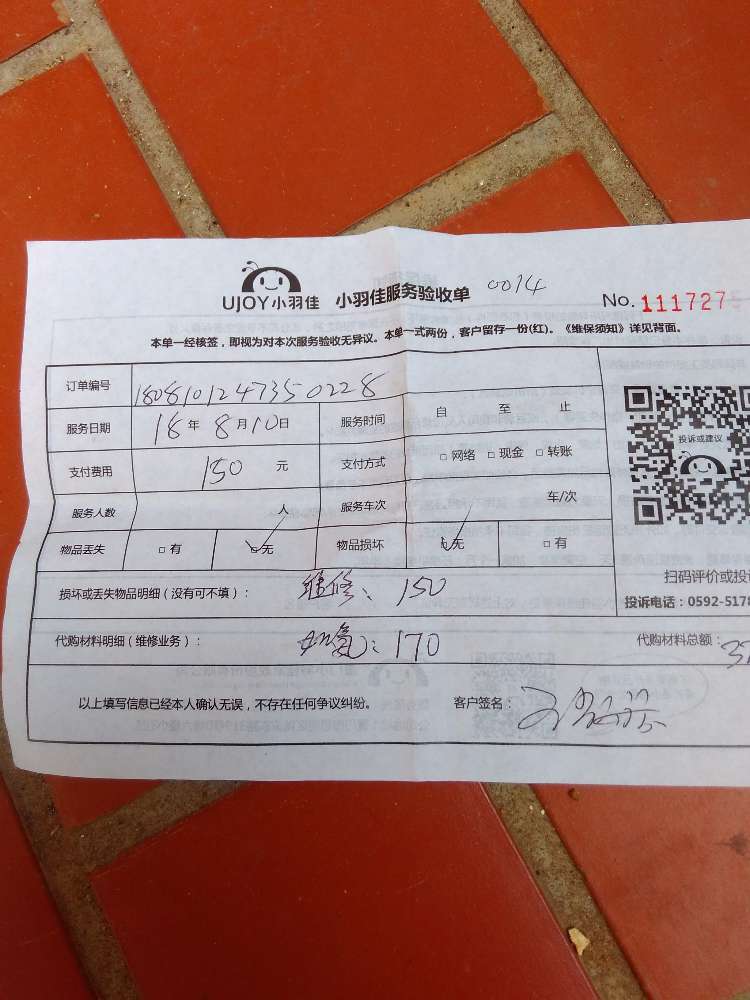 UJOY小羽佳 小羽佳服务验收单 0014 No. 111727
本单一经核签，即视为对本次服务验收无异议。本单一式两份，客户留存一份(红)。《维保须知》详见背面。
订单编号 1808101247350228
服务日期 18年8月10日 服务时间 自 至 止
支付费用 150 元 支付方式 □网络 □现金 □转账
投诉或建议
服务人数 人 服务车次 车/次
物品丢失 □有 □无 物品损坏 □无 □有
扫码评价或投
损坏或丢失物品明细（没有可不填）： 维修：150
投诉电话：0592-5178
代购材料明细（维修业务）： 加氟：170 代购材料总额：
以上填写信息已经本人确认无误，不存在任何争议纠纷。 客户签名：